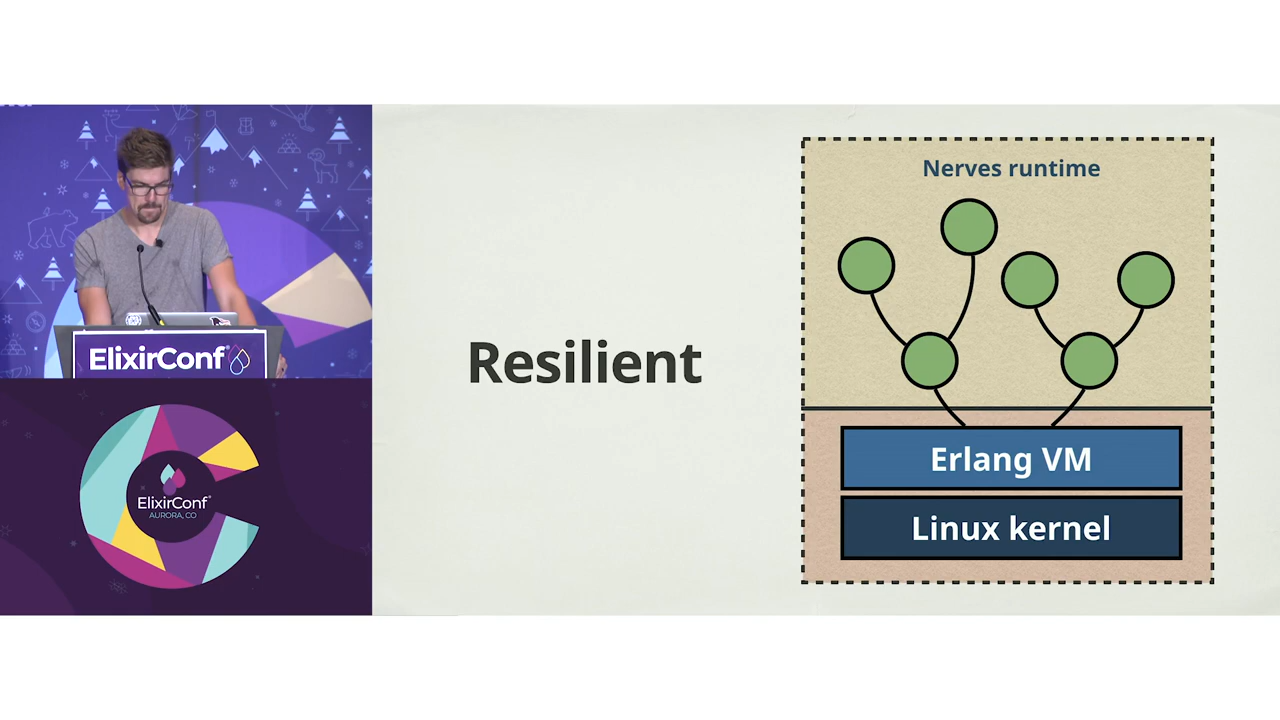 ElixirConf
ElixirConf
AURORA, CO
Resilient
Nerves runtime
Erlang VM
Linux kernel